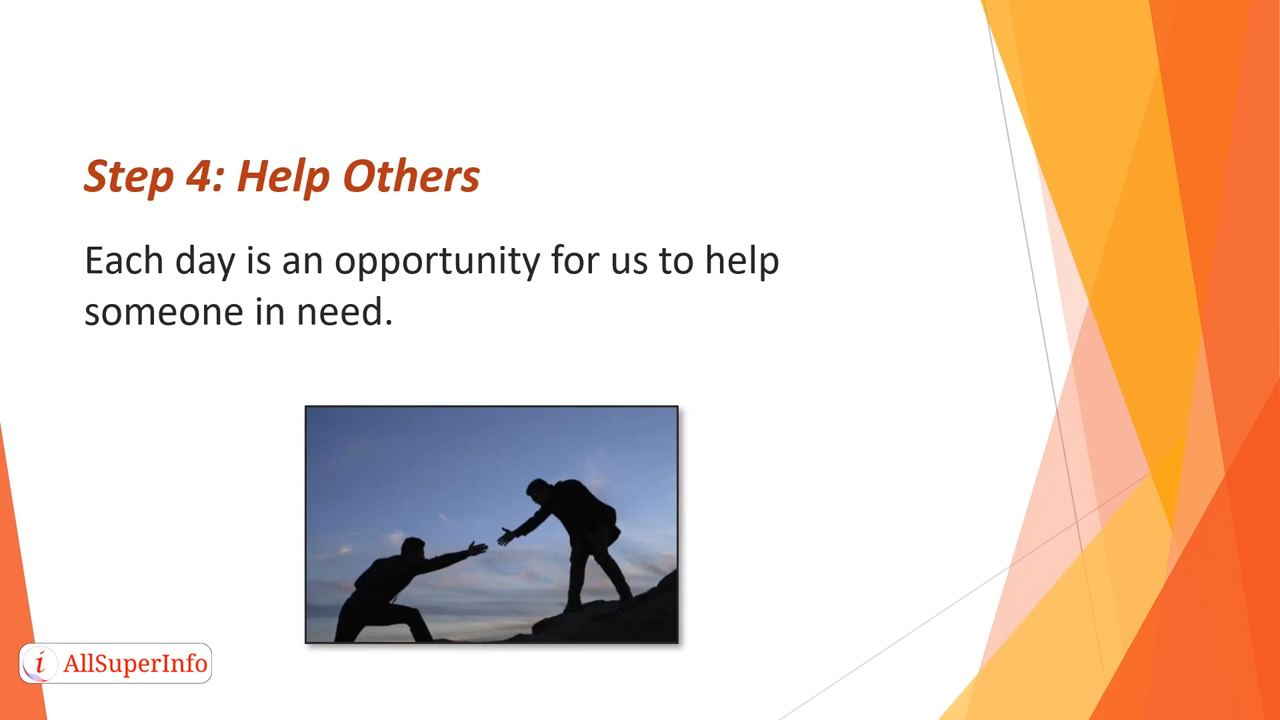 Step 4: Help Others
Each day is an opportunity for us to help
someone in need.
i AllSuperInfo